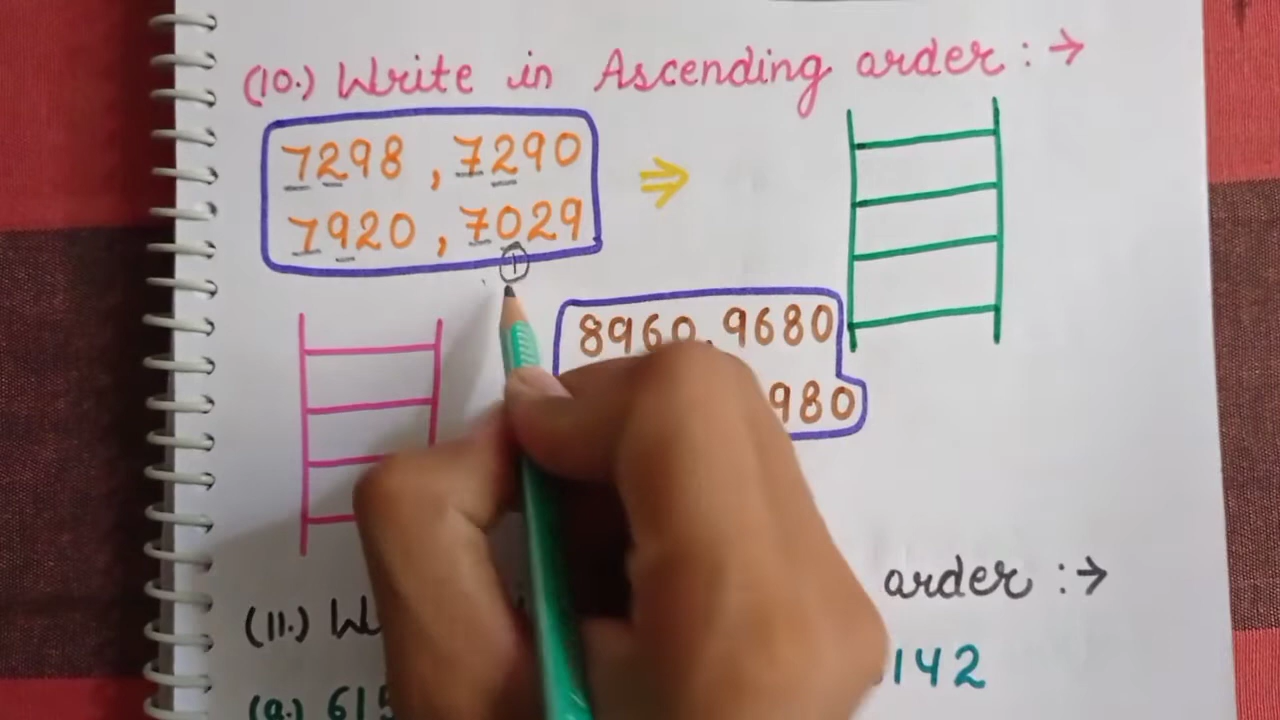 (10.) Write in Ascending order : →
7298 , 7290 ⇒
7920 , 7029
1
8960, 9680
980
(11.) order : →
(a.) 142